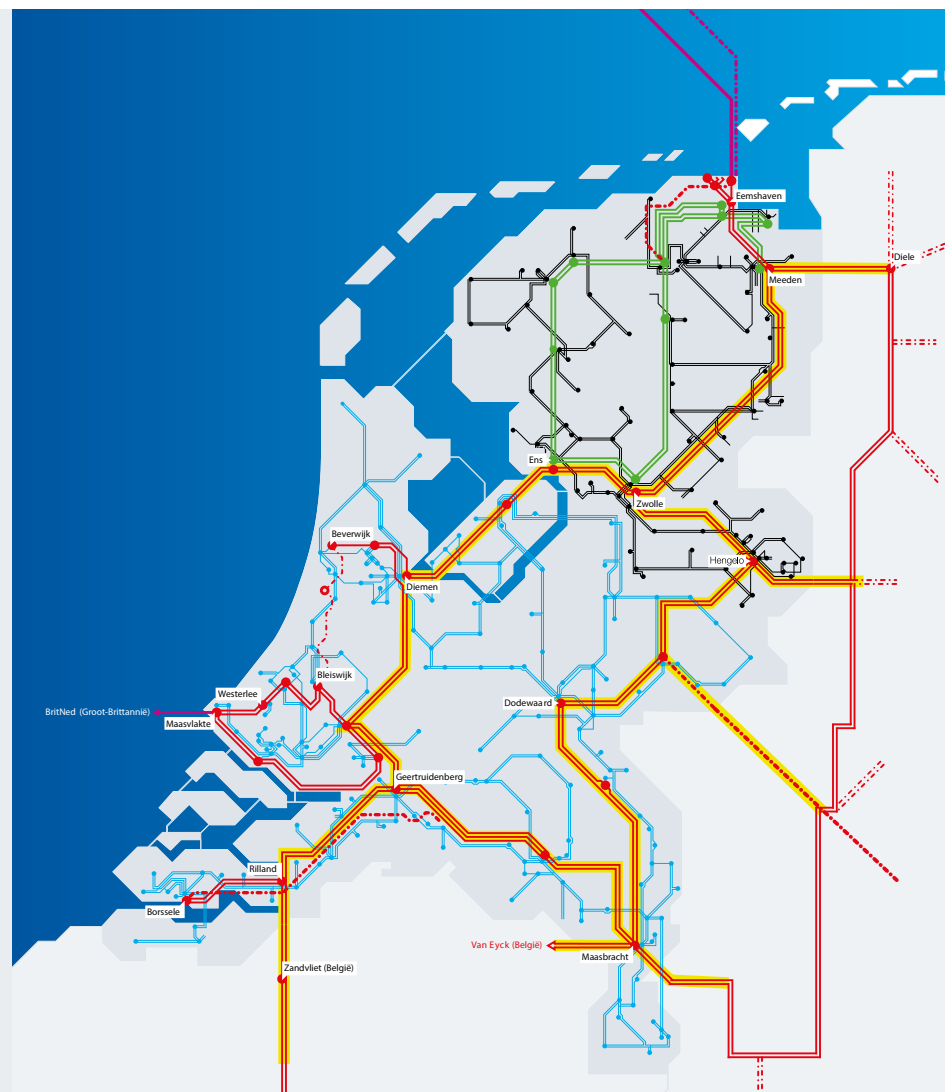 Eemshaven
Diele
Meeden
Ens
Zwolle
Beverwijk
Hengelo
Diemen
Bleiswijk
Westerlee
BritNed (Groot-Brittannië)
Maasvlakte
Dodewaard
Geertruidenberg
Rilland
Borssele
Van Eyck (België)
Maasbracht
Zandvliet (België)